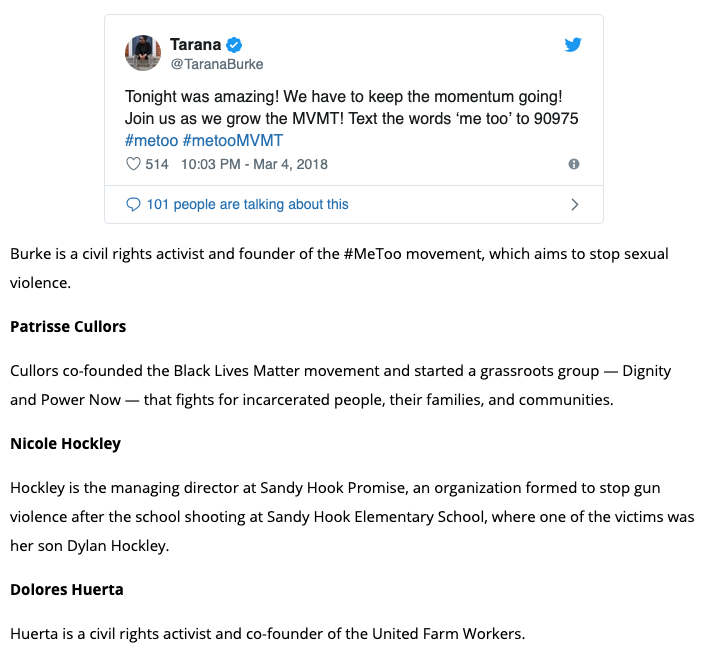 Tarana
@TaranaBurke
Tonight was amazing! We have to keep the momentum going!
Join us as we grow the MVMT! Text the words ‘me too’ to 90975
#metoo #metooMVMT
514 10:03 PM - Mar 4, 2018
101 people are talking about this
Burke is a civil rights activist and founder of the #MeToo movement, which aims to stop sexual
violence.
Patrisse Cullors
Cullors co-founded the Black Lives Matter movement and started a grassroots group — Dignity
and Power Now — that fights for incarcerated people, their families, and communities.
Nicole Hockley
Hockley is the managing director at Sandy Hook Promise, an organization formed to stop gun
violence after the school shooting at Sandy Hook Elementary School, where one of the victims was
her son Dylan Hockley.
Dolores Huerta
Huerta is a civil rights activist and co-founder of the United Farm Workers.